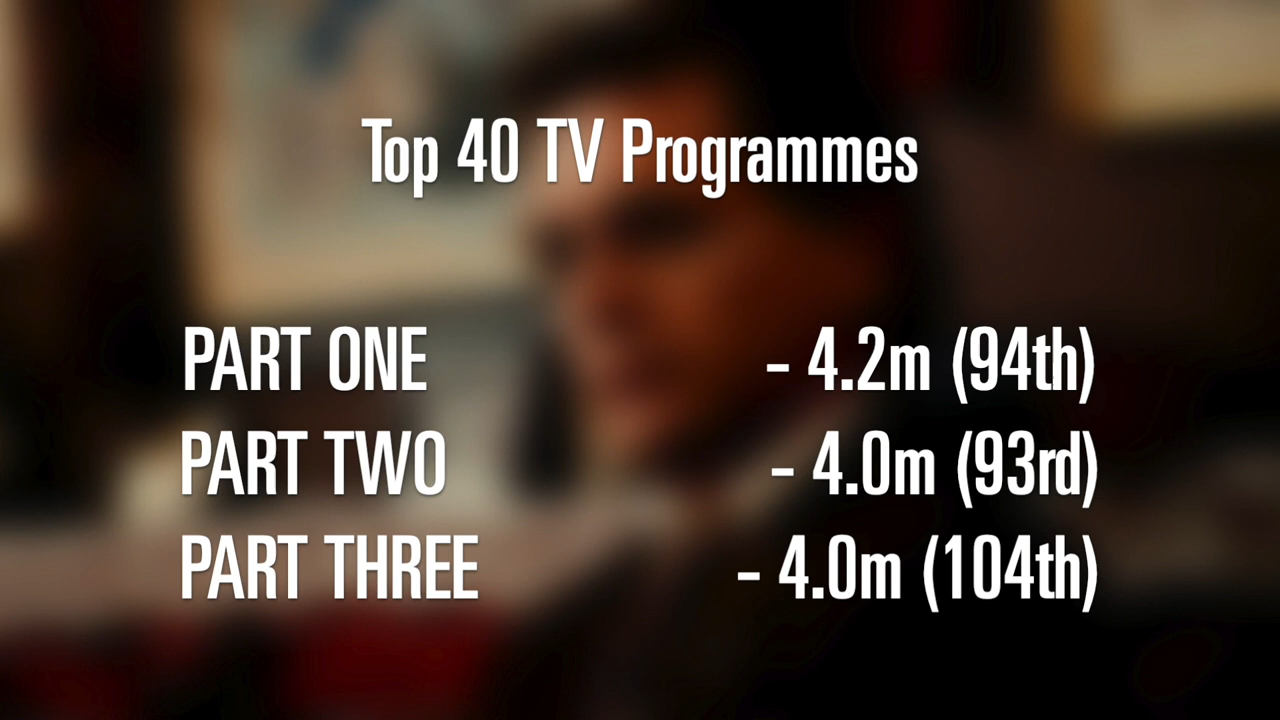 Top 40 TV Programmes
PART ONE – 4.2m (94th)
PART TWO – 4.0m (93rd)
PART THREE – 4.0m (104th)